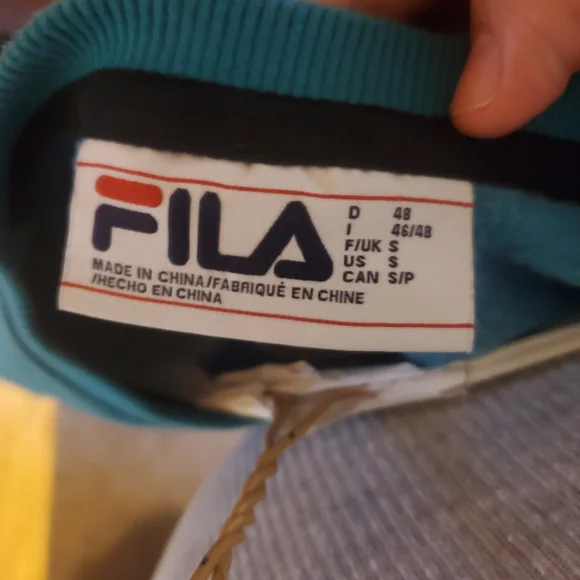 FILA
MADE IN CHINA/FABRIQUÉ EN CHINE
/HECHO EN CHINA
D 48
I 46/48
F/UK S
US S
CAN S/P